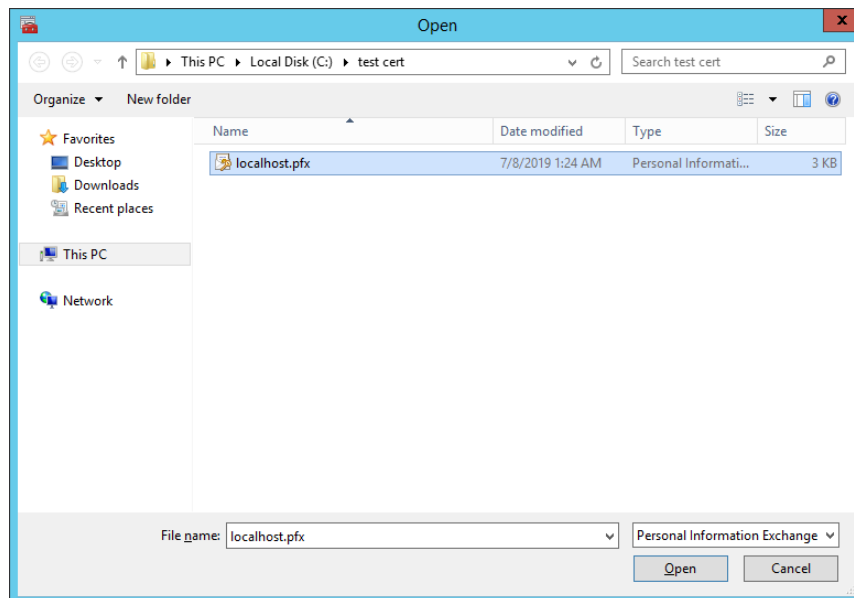 Open
x
This PC Local Disk (C:) test cert
Search test cert
Organize New folder
Name Date modified Type Size
Favorites
Desktop
Downloads
Recent places
This PC
Network
localhost.pfx 7/8/2019 1:24 AM Personal Informati... 3 KB
File name: localhost.pfx
Personal Information Exchange
Open Cancel